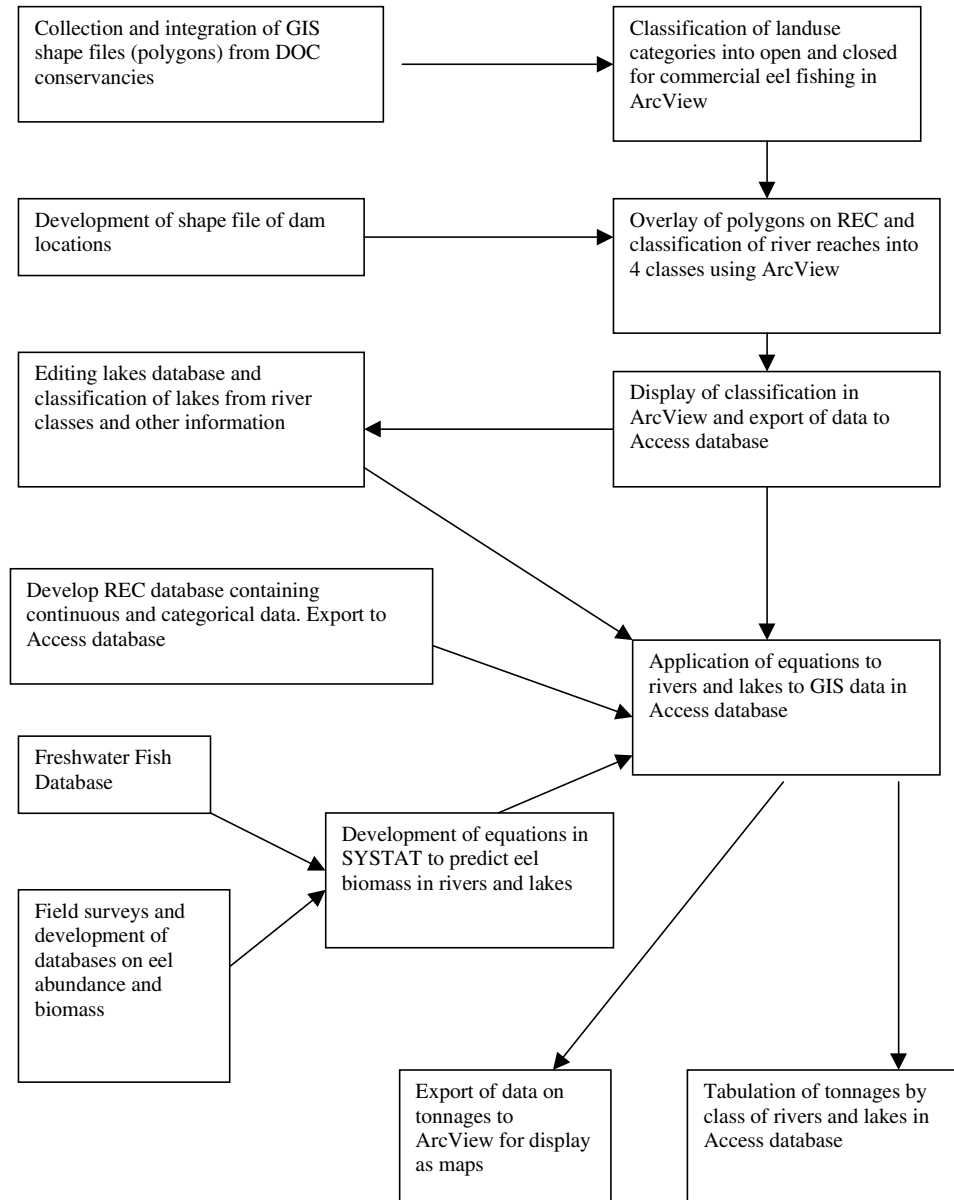 Collection and integration of GIS
shape files (polygons) from DOC
conservancies
Classification of landuse
categories into open and closed
for commercial eel fishing in
ArcView
Development of shape file of dam
locations
Overlay of polygons on REC and
classification of river reaches into
4 classes using ArcView
Editing lakes database and
classification of lakes from river
classes and other information
Display of classification in
ArcView and export of data to
Access database
Develop REC database containing
continuous and categorical data. Export to
Access database
Application of equations to
rivers and lakes to GIS data in
Access database
Freshwater Fish
Database
Development of equations in
SYSTAT to predict eel
biomass in rivers and lakes
Field surveys and
development of
databases on eel
abundance and
biomass
Export of data on
tonnages to
ArcView for display
as maps
Tabulation of tonnages by
class of rivers and lakes in
Access database